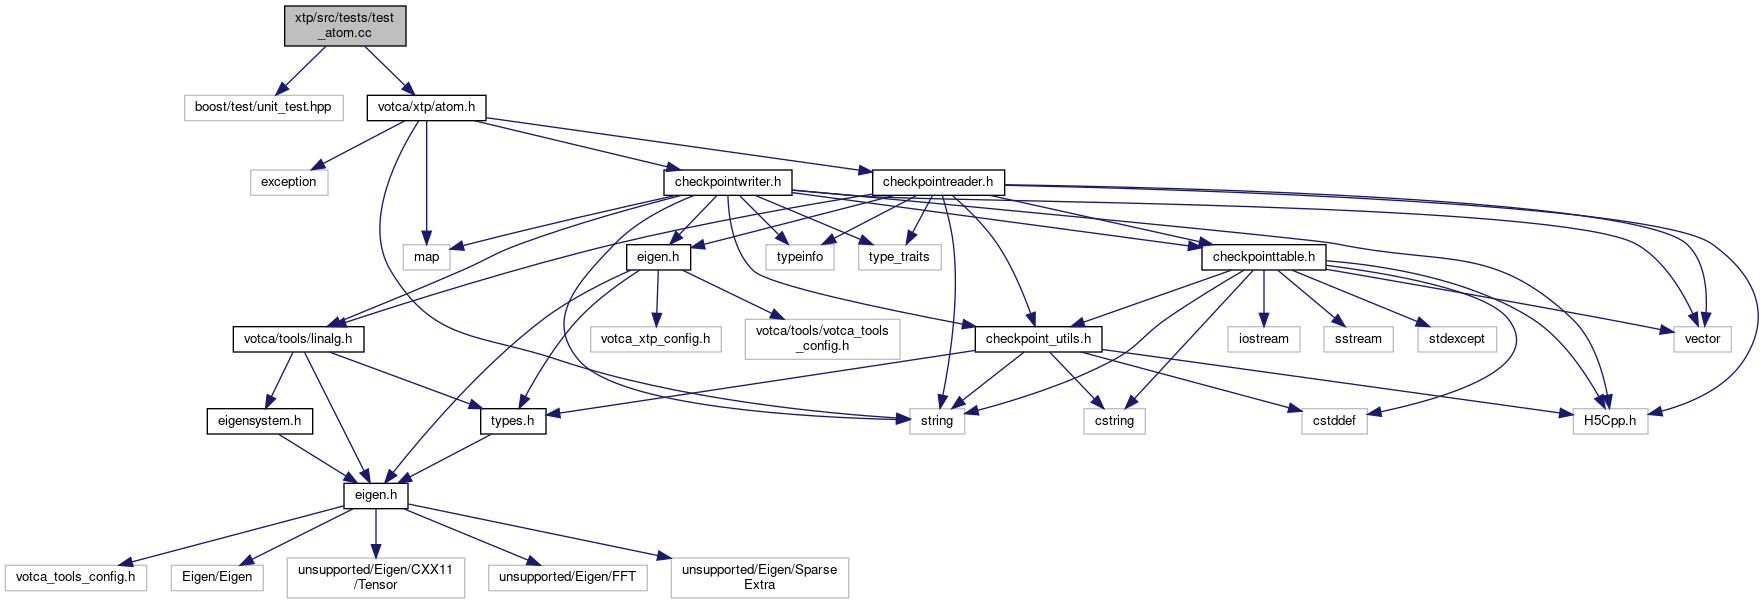 xtp/src/tests/test
_atom.cc
boost/test/unit_test.hpp
votca/xtp/atom.h
exception
checkpointwriter.h
checkpointreader.h
map
eigen.h
typeinfo
type_traits
checkpointtable.h
votca/tools/linalg.h
votca_xtp_config.h
votca/tools/votca_tools
_config.h
checkpoint_utils.h
iostream
sstream
stdexcept
vector
eigensystem.h
types.h
string
cstring
cstddef
H5Cpp.h
eigen.h
votca_tools_config.h
Eigen/Eigen
unsupported/Eigen/CXX11
/Tensor
unsupported/Eigen/FFT
unsupported/Eigen/Sparse
Extra